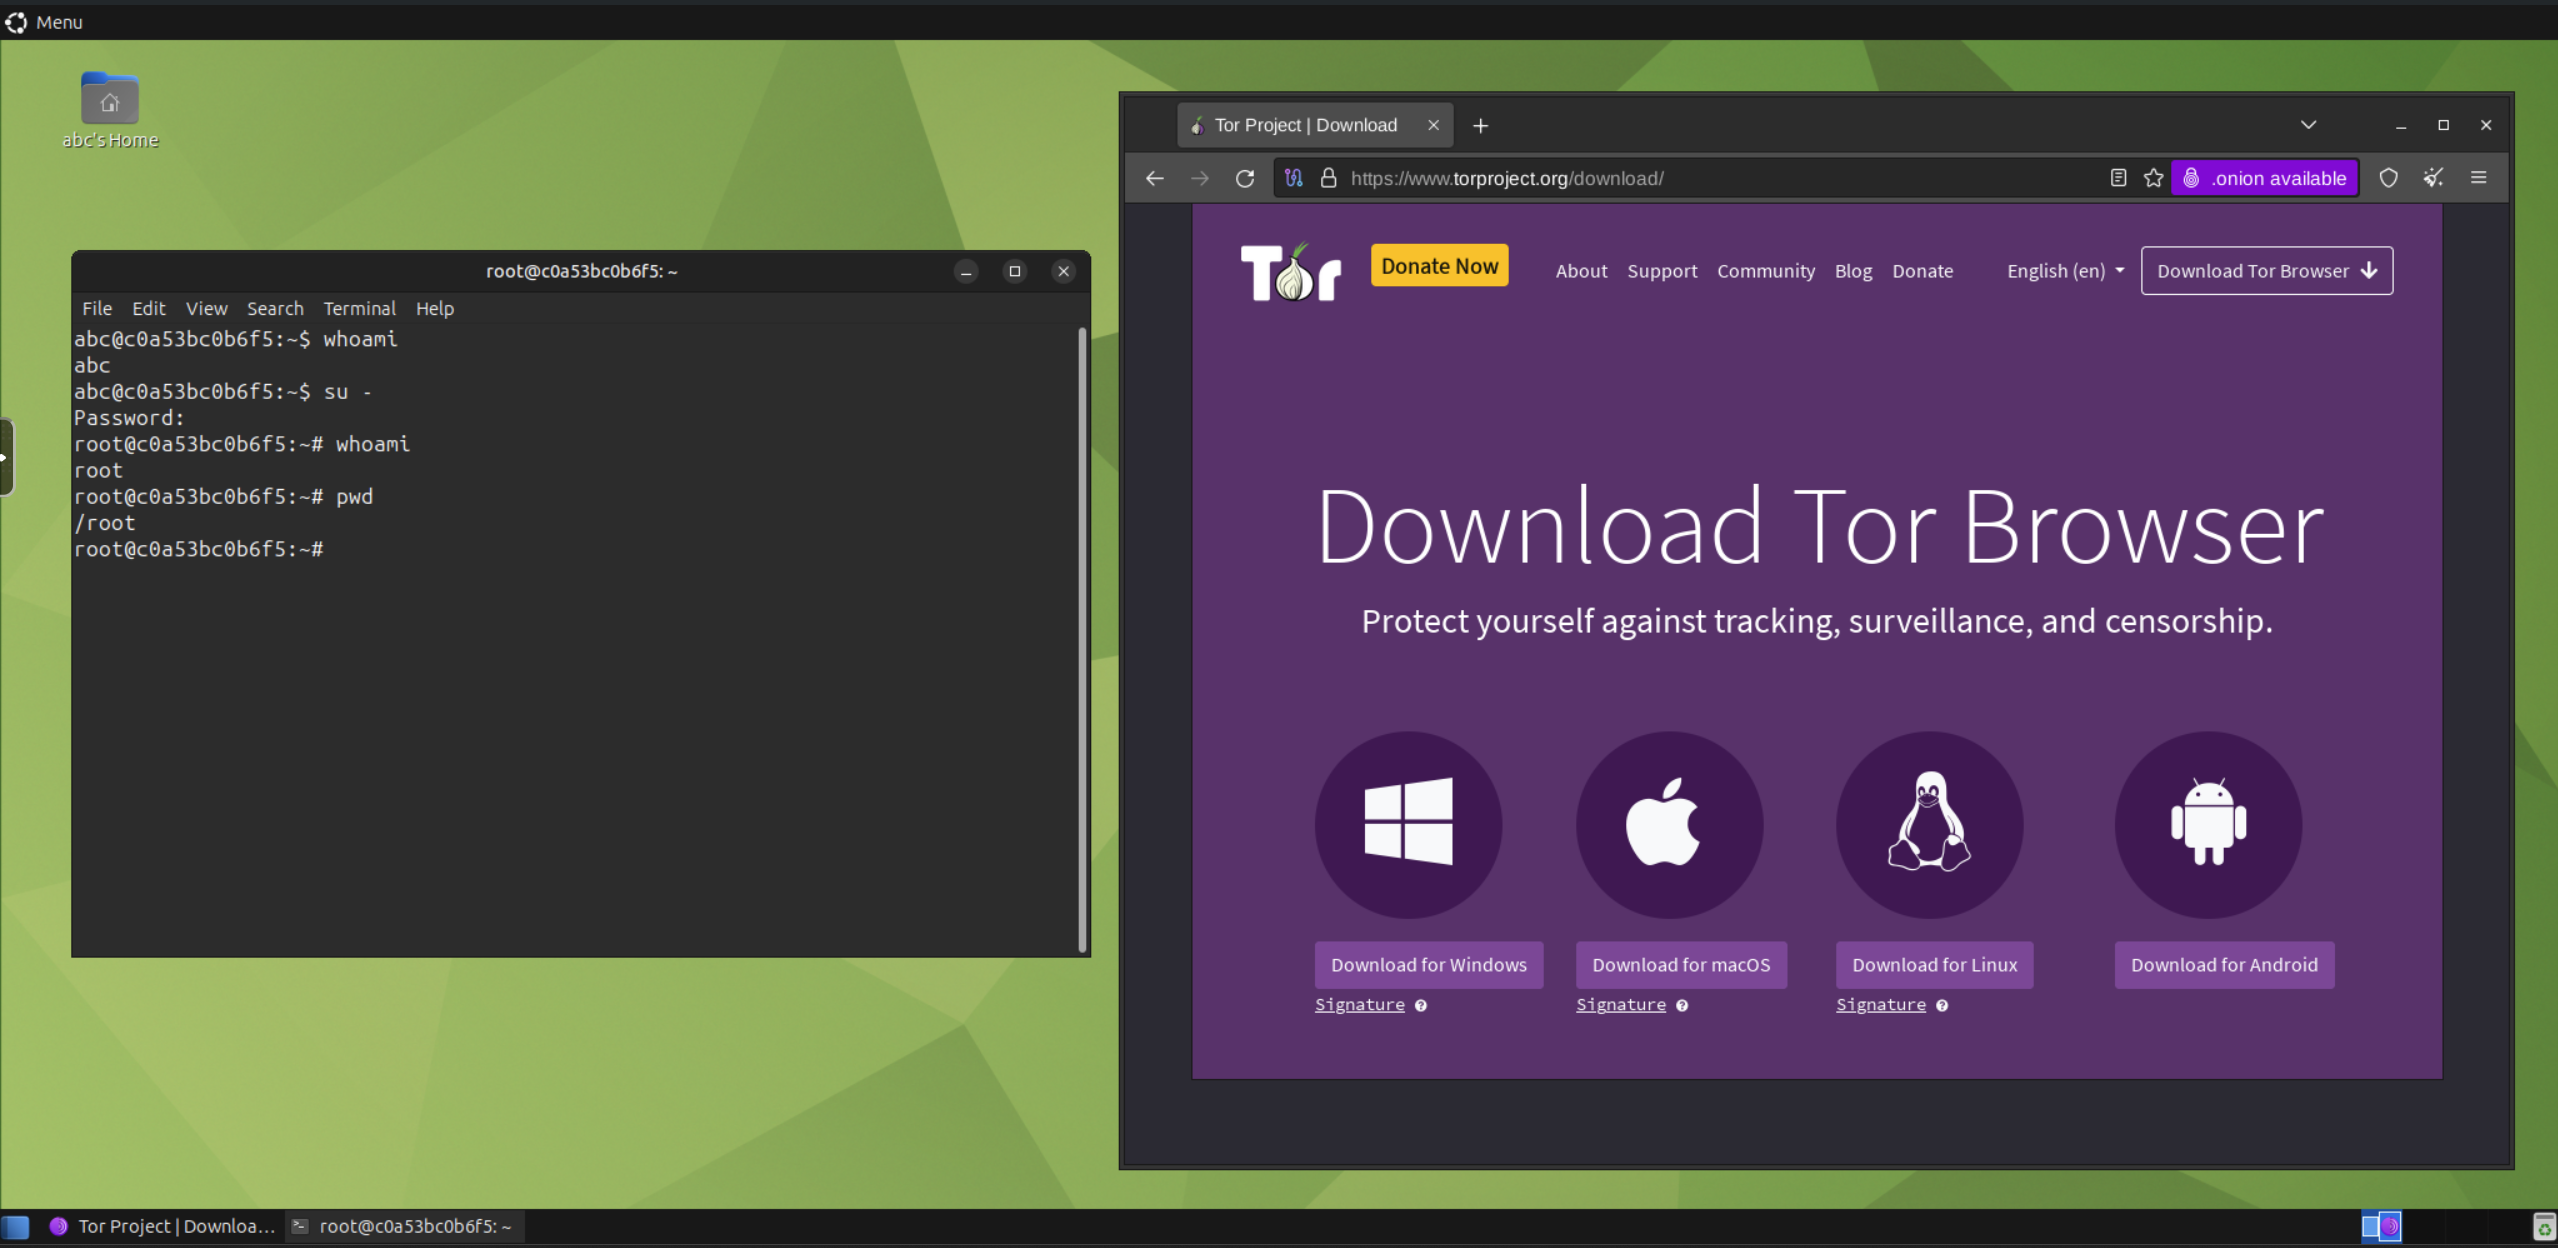 Menu
abc's Home
root@c0a53bc0b6f5: ~
File Edit View Search Terminal Help
abc@c0a53bc0b6f5:~$ whoami
abc
abc@c0a53bc0b6f5:~$ su -
Password:
root@c0a53bc0b6f5:~# whoami
root
root@c0a53bc0b6f5:~# pwd
/root
root@c0a53bc0b6f5:~#
Tor Project | Download
https://www.torproject.org/download/
.onion available
Tor
Donate Now
About Support Community Blog Donate
English (en)
Download Tor Browser
Download Tor Browser
Protect yourself against tracking, surveillance, and censorship.
Download for Windows
Signature
Download for macOS
Signature
Download for Linux
Signature
Download for Android
Tor Project | Downloa...
root@c0a53bc0b6f5: ~